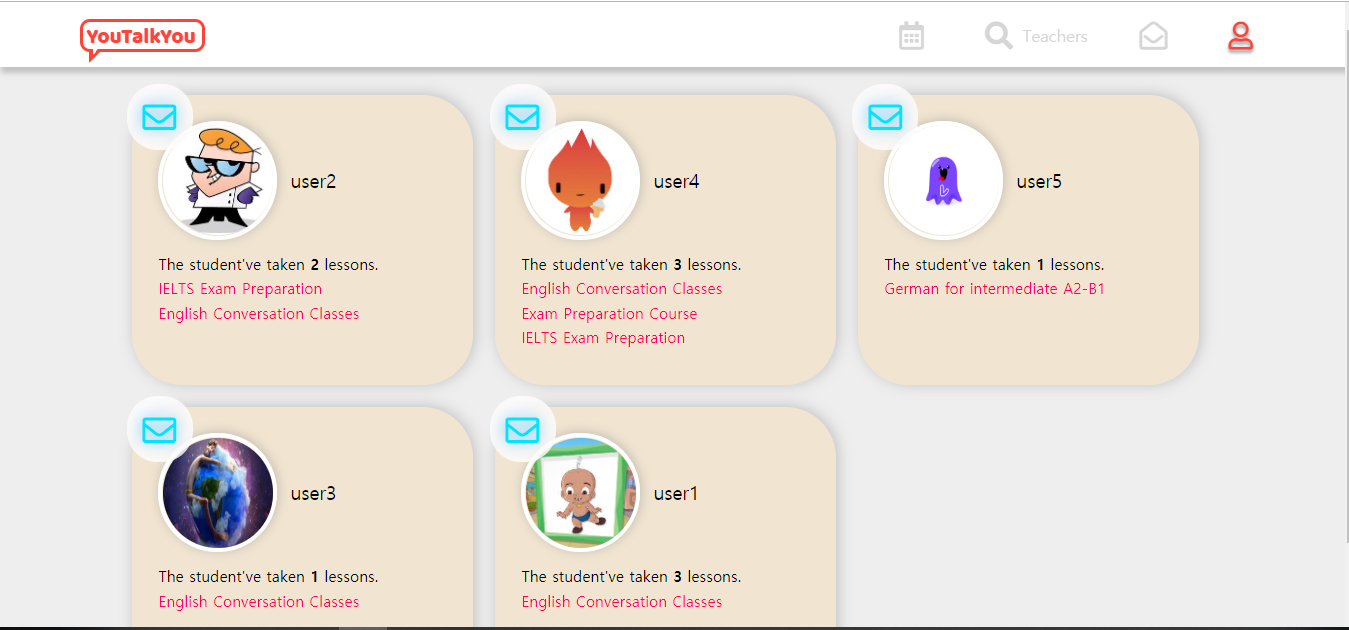 YouTalkYou
Teachers
user2
The student've taken 2 lessons.
IELTS Exam Preparation
English Conversation Classes
user4
The student've taken 3 lessons.
English Conversation Classes
Exam Preparation Course
IELTS Exam Preparation
user5
The student've taken 1 lessons.
German for intermediate A2-B1
user3
The student've taken 1 lessons.
English Conversation Classes
user1
The student've taken 3 lessons.
English Conversation Classes